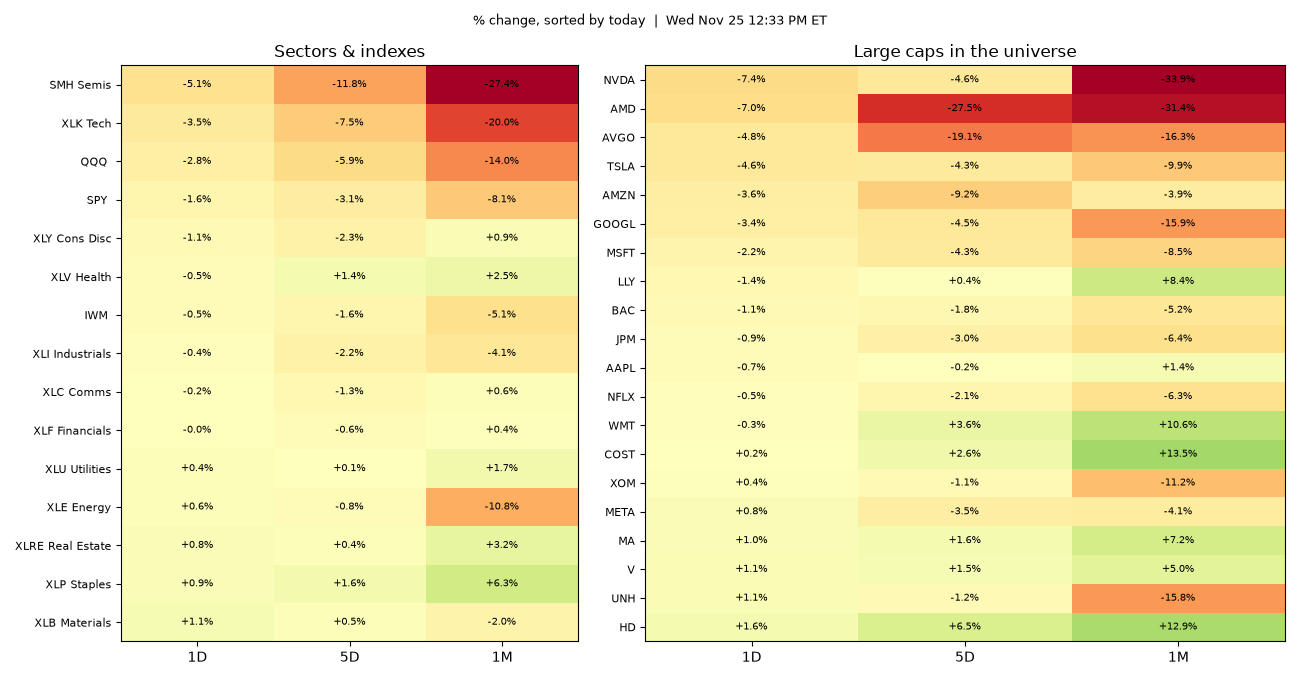 % change, sorted by today | Wed Nov 25 12:33 PM ET
Sectors & indexes
SMH Semis -5.1% -11.8% -27.4%
XLK Tech -3.5% -7.5% -20.0%
QQQ -2.8% -5.9% -14.0%
SPY -1.6% -3.1% -8.1%
XLY Cons Disc -1.1% -2.3% +0.9%
XLV Health -0.5% +1.4% +2.5%
IWM -0.5% -1.6% -5.1%
XLI Industrials -0.4% -2.2% -4.1%
XLC Comms -0.2% -1.3% +0.6%
XLF Financials -0.0% -0.6% +0.4%
XLU Utilities +0.4% +0.1% +1.7%
XLE Energy +0.6% -0.8% -10.8%
XLRE Real Estate +0.8% +0.4% +3.2%
XLP Staples +0.9% +1.6% +6.3%
XLB Materials +1.1% +0.5% -2.0%
1D 5D 1M
Large caps in the universe
NVDA -7.4% -4.6% -33.9%
AMD -7.0% -27.5% -31.4%
AVGO -4.8% -19.1% -16.3%
TSLA -4.6% -4.3% -9.9%
AMZN -3.6% -9.2% -3.9%
GOOGL -3.4% -4.5% -15.9%
MSFT -2.2% -4.3% -8.5%
LLY -1.4% +0.4% +8.4%
BAC -1.1% -1.8% -5.2%
JPM -0.9% -3.0% -6.4%
AAPL -0.7% -0.2% +1.4%
NFLX -0.5% -2.1% -6.3%
WMT -0.3% +3.6% +10.6%
COST +0.2% +2.6% +13.5%
XOM +0.4% -1.1% -11.2%
META +0.8% -3.5% -4.1%
MA +1.0% +1.6% +7.2%
V +1.1% +1.5% +5.0%
UNH +1.1% -1.2% -15.8%
HD +1.6% +6.5% +12.9%
1D 5D 1M